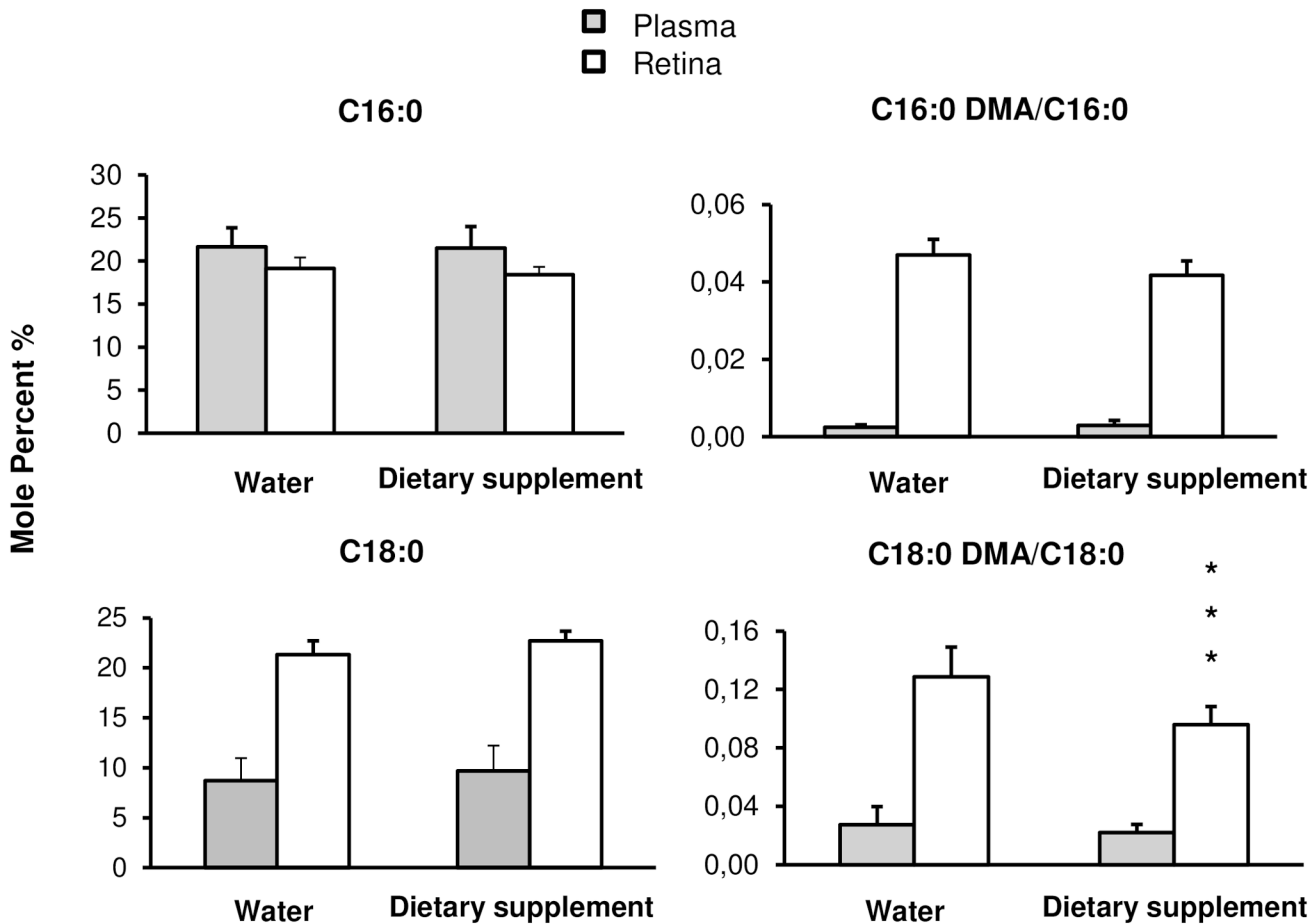 Plasma
Retina
Mole Percent %
C16:0
30
25
20
15
10
5
0
Water Dietary supplement
C16:0 DMA/C16:0
0,06
0,04
0,02
0,00
Water Dietary supplement
C18:0
25
20
15
10
5
0
Water Dietary supplement
C18:0 DMA/C18:0
*
*
*
0,16
0,12
0,08
0,04
0,00
Water Dietary supplement